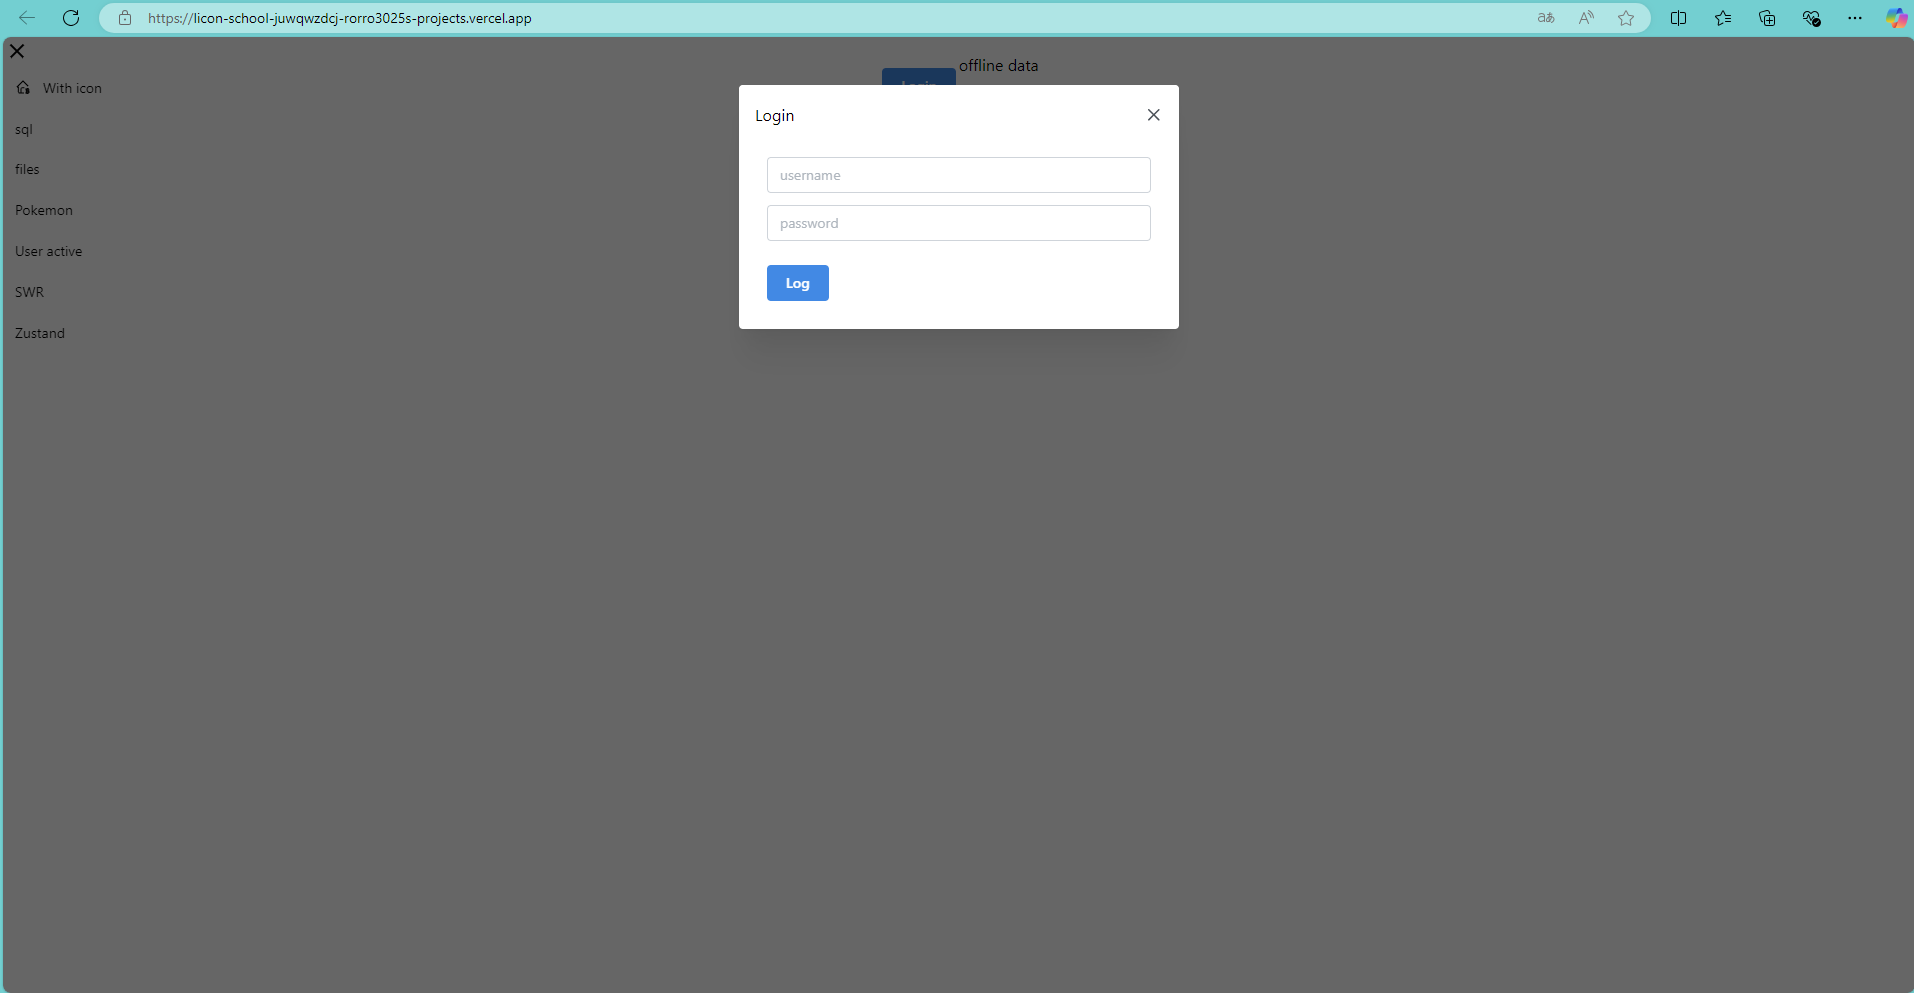 https://licon-school-juwqwzdcj-rorro3025s-projects.vercel.app
offline data
With icon
sql
files
Pokemon
User active
SWR
Zustand
Login
username
password
Log